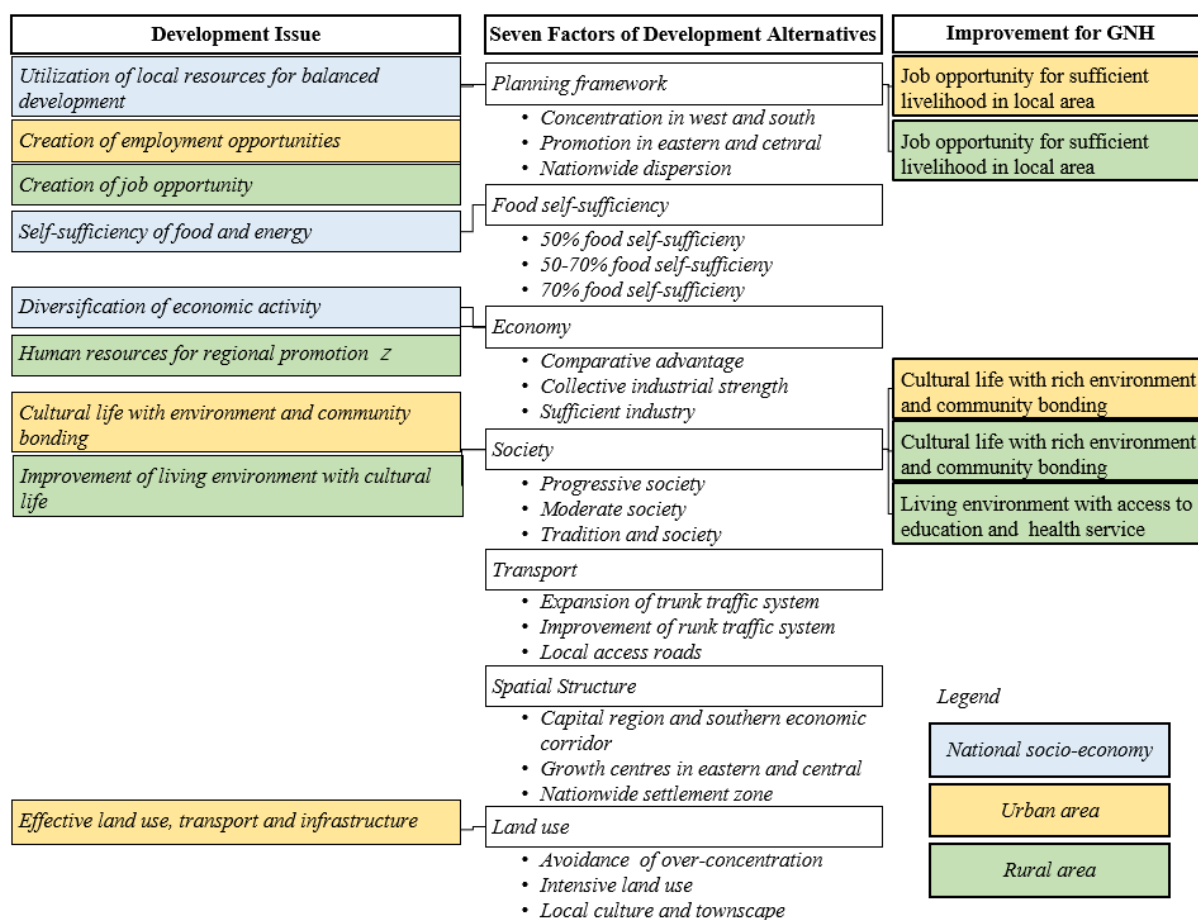 Development Issue
Utilization of local resources for balanced
development
Creation of employment opportunities
Creation of job opportunity
Self-sufficiency of food and energy
Diversification of economic activity
Human resources for regional promotion Z
Cultural life with environment and community
bonding
Improvement of living environment with cultural
life
Effective land use, transport and infrastructure
Seven Factors of Development Alternatives
Planning framework
• Concentration in west and south
• Promotion in eastern and cetnral
• Nationwide dispersion
Food self-sufficiency
• 50% food self-sufficieny
• 50-70% food self-sufficieny
• 70% food self-sufficieny
Economy
• Comparative advantage
• Collective industrial strength
• Sufficient industry
Society
• Progressive society
• Moderate society
• Tradition and society
Transport
• Expansion of trunk traffic system
• Improvement of runk traffic system
• Local access roads
Spatial Structure
• Capital region and southern economic
corridor
• Growth centres in eastern and central
• Nationwide settlement zone
Land use
• Avoidance of over-concentration
• Intensive land use
• Local culture and townscape
Improvement for GNH
Job opportunity for sufficient
livelihood in local area
Job opportunity for sufficient
livelihood in local area
Cultural life with rich environment
and community bonding
Cultural life with rich environment
and community bonding
Living environment with access to
education and health service
Legend
National socio-economy
Urban area
Rural area